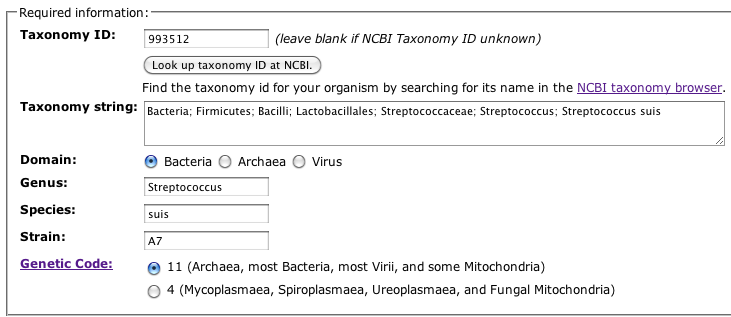 Required information:
Taxonomy ID: 993512 (leave blank if NCBI Taxonomy ID unknown)
Look up taxonomy ID at NCBI.
Find the taxonomy id for your organism by searching for its name in the NCBI taxonomy browser.
Taxonomy string: Bacteria; Firmicutes; Bacilli; Lactobacillales; Streptococcaceae; Streptococcus; Streptococcus suis
Domain: Bacteria Archaea Virus
Genus: Streptococcus
Species: suis
Strain: A7
Genetic Code: 11 (Archaea, most Bacteria, most Virii, and some Mitochondria)
4 (Mycoplasmaea, Spiroplasmaea, Ureoplasmaea, and Fungal Mitochondria)